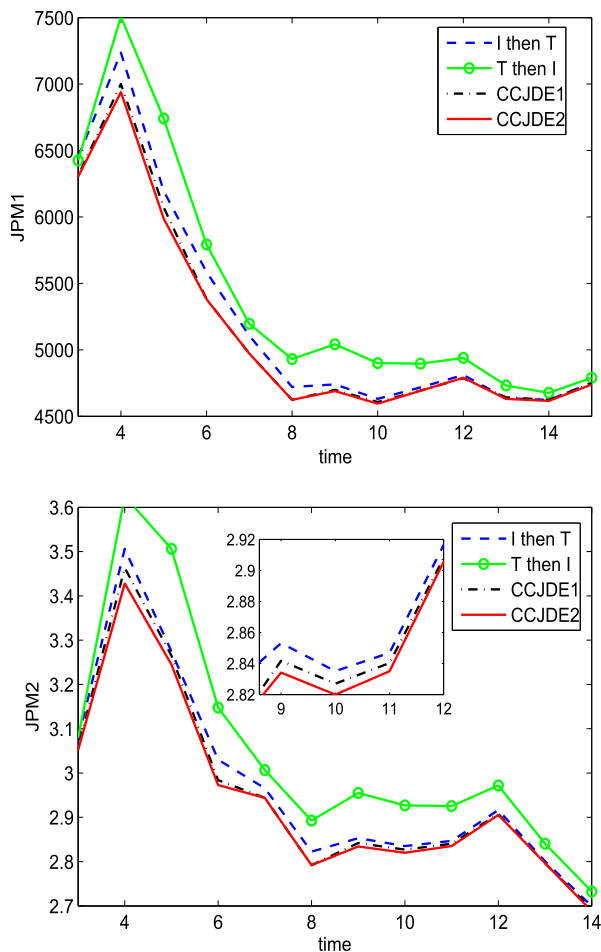 7500
7000
6500
6000
5500
5000
4500
JPM1
I then T
T then I
CCJDE1
CCJDE2
4 6 8 10 12 14
time
3.6
3.5
3.4
3.3
3.2
3.1
3
2.9
2.8
2.7
JPM2
2.92
2.9
2.88
2.86
2.84
2.82
9 10 11 12
I then T
T then I
CCJDE1
CCJDE2
4 6 8 10 12 14
time